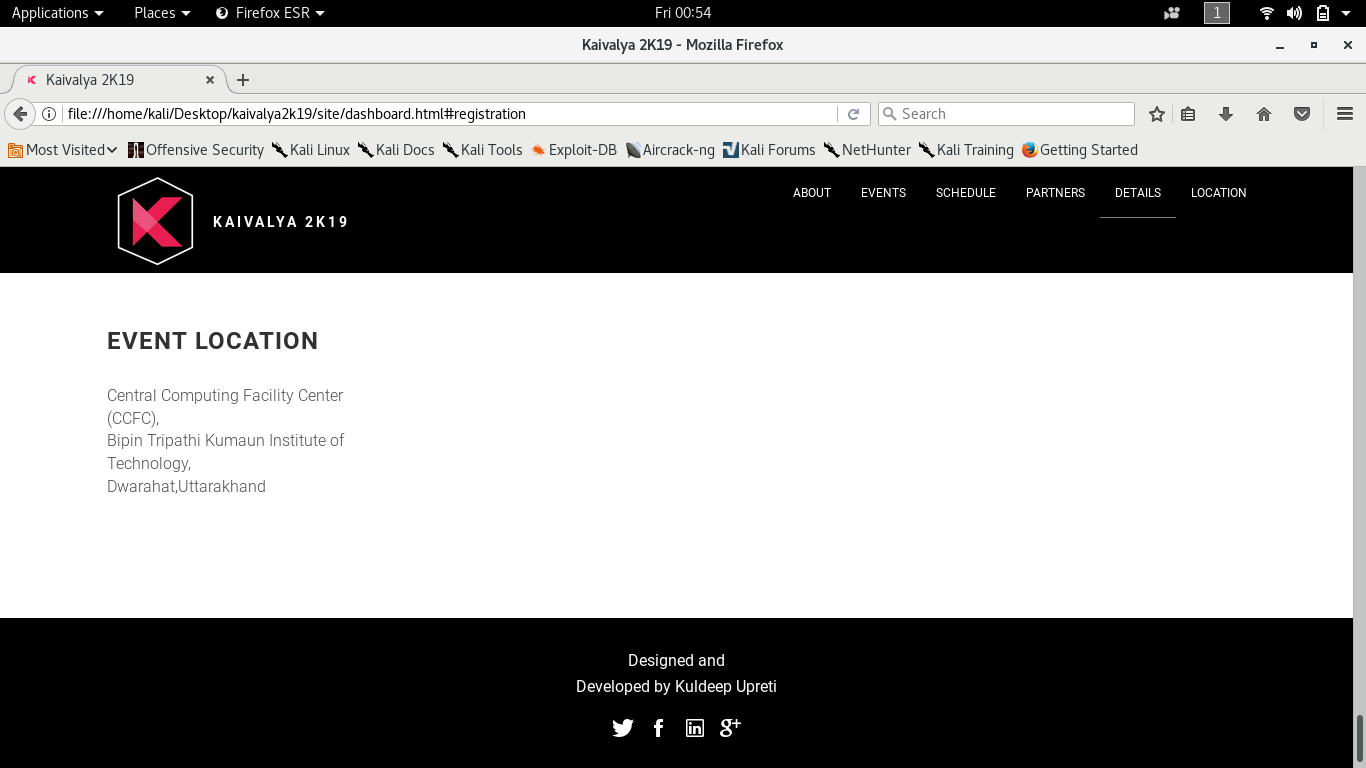 Applications Places Firefox ESR Fri 00:54 1
Kaivalya 2K19 - Mozilla Firefox
Kaivalya 2K19
file:///home/kali/Desktop/kaivalya2k19/site/dashboard.html#registration Search
Most Visited Offensive Security Kali Linux Kali Docs Kali Tools Exploit-DB Aircrack-ng Kali Forums NetHunter Kali Training Getting Started
ABOUT EVENTS SCHEDULE PARTNERS DETAILS LOCATION
KAIVALYA 2K19
EVENT LOCATION
Central Computing Facility Center
(CCFC),
Bipin Tripathi Kumaun Institute of
Technology,
Dwarahat,Uttarakhand
Designed and
Developed by Kuldeep Upreti